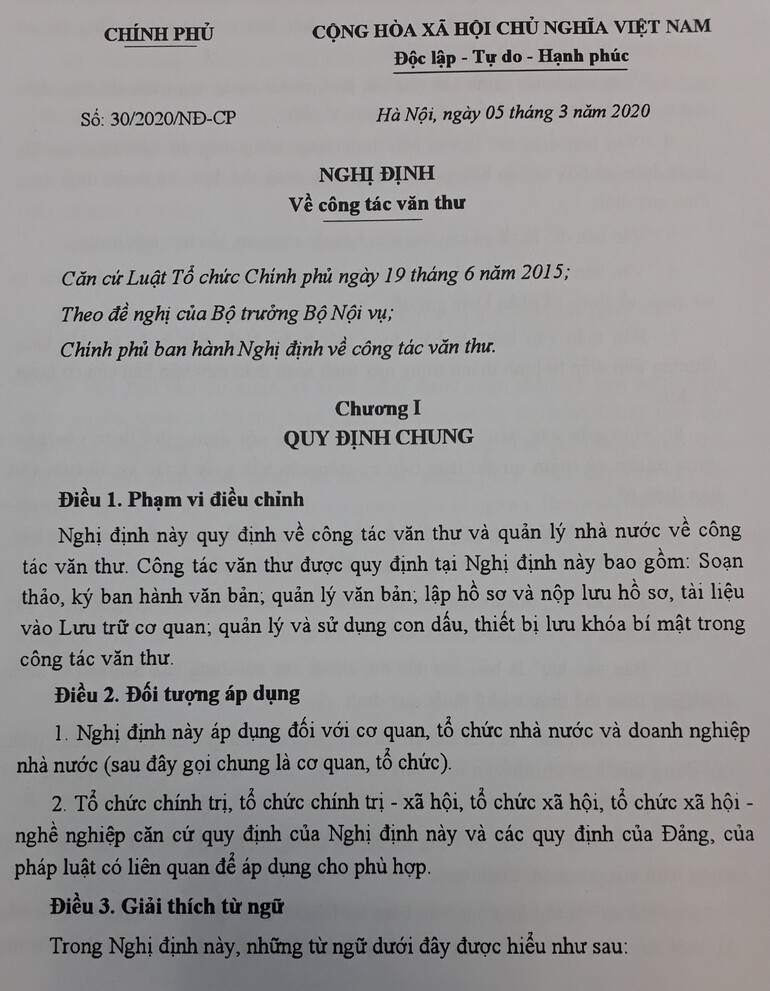 CHÍNH PHỦ
CỘNG HÒA XÃ HỘI CHỦ NGHĨA VIỆT NAM
Độc lập - Tự do - Hạnh phúc
Số: 30/2020/NĐ-CP
Hà Nội, ngày 05 tháng 3 năm 2020
NGHỊ ĐỊNH
Về công tác văn thư
Căn cứ Luật Tổ chức Chính phủ ngày 19 tháng 6 năm 2015;
Theo đề nghị của Bộ trưởng Bộ Nội vụ;
Chính phủ ban hành Nghị định về công tác văn thư.
Chương I
QUY ĐỊNH CHUNG
Điều 1. Phạm vi điều chỉnh
Nghị định này quy định về công tác văn thư và quản lý nhà nước về công
tác văn thư. Công tác văn thư được quy định tại Nghị định này bao gồm: Soạn
thảo, ký ban hành văn bản; quản lý văn bản; lập hồ sơ và nộp lưu hồ sơ, tài liệu
vào Lưu trữ cơ quan; quản lý và sử dụng con dấu, thiết bị lưu khóa bí mật trong
công tác văn thư.
Điều 2. Đối tượng áp dụng
1. Nghị định này áp dụng đối với cơ quan, tổ chức nhà nước và doanh nghiệp
nhà nước (sau đây gọi chung là cơ quan, tổ chức).
2. Tổ chức chính trị, tổ chức chính trị - xã hội, tổ chức xã hội, tổ chức xã hội -
nghề nghiệp căn cứ quy định của Nghị định này và các quy định của Đảng, của
pháp luật có liên quan để áp dụng cho phù hợp.
Điều 3. Giải thích từ ngữ
Trong Nghị định này, những từ ngữ dưới đây được hiểu như sau: